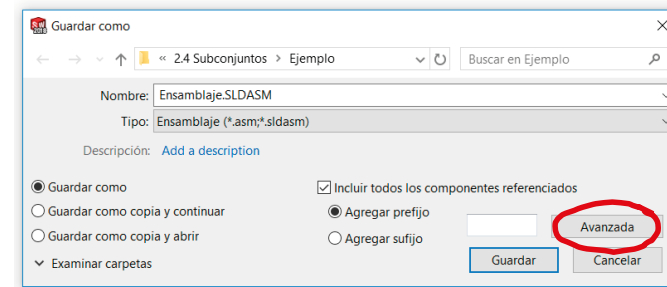 Guardar como
« 2.4 Subconjuntos > Ejemplo
Buscar en Ejemplo
Nombre: Ensamblaje.SLDASM
Tipo: Ensamblaje (*.asm;*.sldasm)
Descripción: Add a description
Guardar como
Incluir todos los componentes referenciados
Guardar como copia y continuar
Agregar prefijo
Avanzada
Guardar como copia y abrir
Agregar sufijo
Examinar carpetas
Guardar
Cancelar